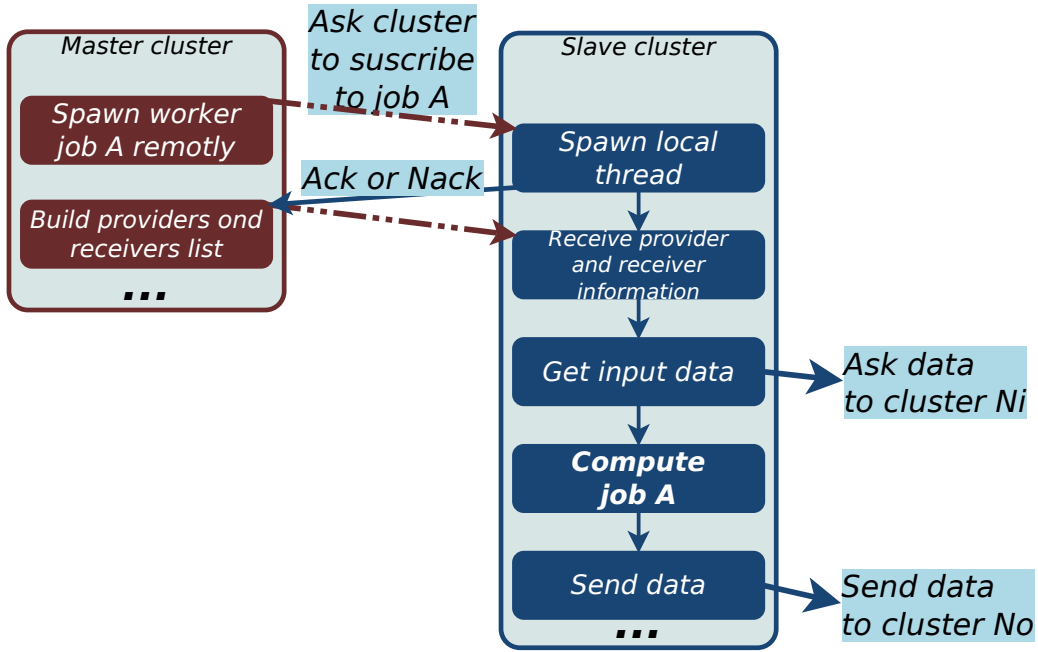 Master cluster
Spawn worker
job A remotly
Build providers ond
receivers list
...
Ask cluster
to suscribe
to job A
Ack or Nack
Slave cluster
Spawn local
thread
Receive provider
and receiver
information
Get input data
Compute
job A
Send data
...
Ask data
to cluster Ni
Send data
to cluster No